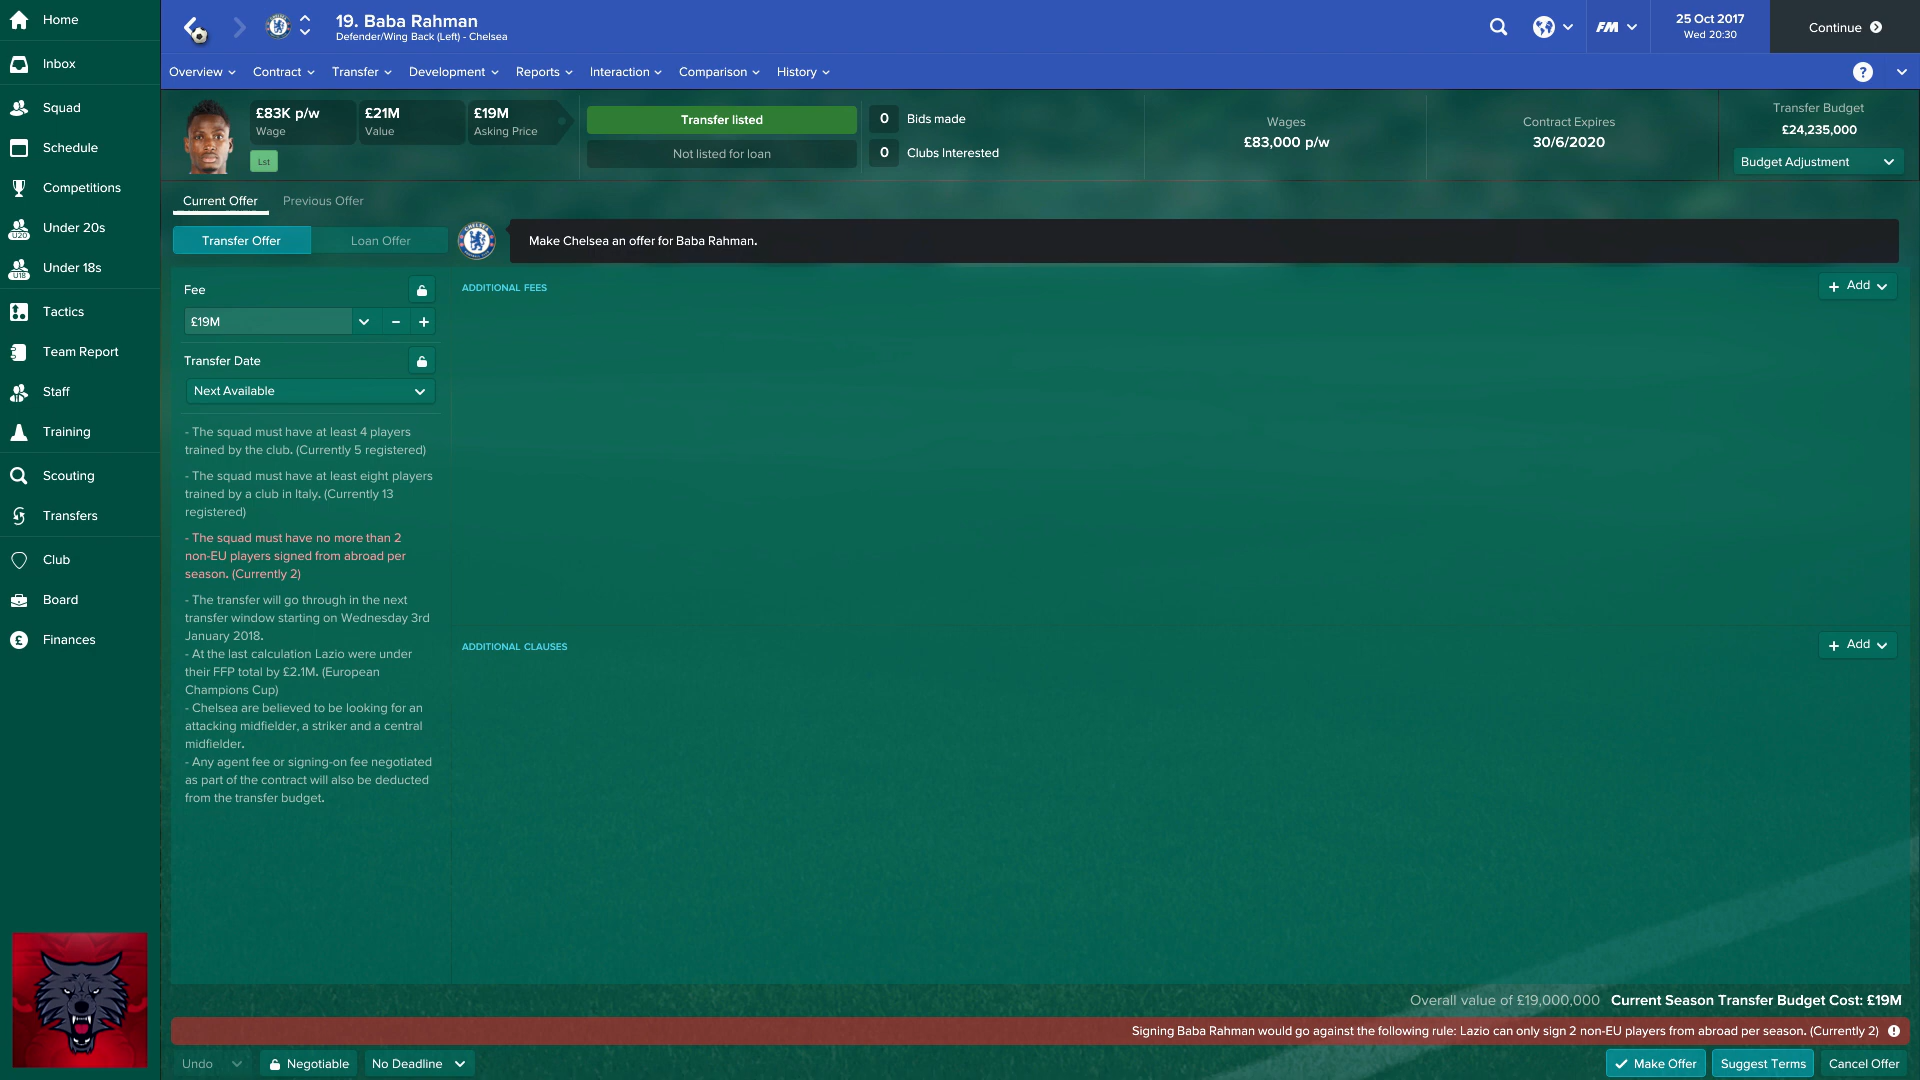 Home
Inbox
Squad
Schedule
Competitions
U20
Under 20s
U18
Under 18s
Tactics
Team Report
Staff
Training
Scouting
Transfers
Club
Board
Finances
19. Baba Rahman
Defender/Wing Back (Left) - Chelsea
FM
25 Oct 2017
Wed 20:30
Continue
Overview
Contract
Transfer
Development
Reports
Interaction
Comparison
History
?
£83K p/w
Wage
£21M
Value
£19M
Asking Price
Lst
Transfer listed
Not listed for loan
0 Bids made
0 Clubs Interested
Wages
£83,000 p/w
Contract Expires
30/6/2020
Transfer Budget
£24,235,000
Budget Adjustment
Current Offer
Previous Offer
Transfer Offer
Loan Offer
Make Chelsea an offer for Baba Rahman.
Fee
£19M
Transfer Date
Next Available
- The squad must have at least 4 players
trained by the club. (Currently 5 registered)
- The squad must have at least eight players
trained by a club in Italy. (Currently 13
registered)
- The squad must have no more than 2
non-EU players signed from abroad per
season. (Currently 2)
- The transfer will go through in the next
transfer window starting on Wednesday 3rd
January 2018.
- At the last calculation Lazio were under
their FFP total by £2.1M. (European
Champions Cup)
- Chelsea are believed to be looking for an
attacking midfielder, a striker and a central
midfielder.
- Any agent fee or signing-on fee negotiated
as part of the contract will also be deducted
from the transfer budget.
ADDITIONAL FEES
+ Add
ADDITIONAL CLAUSES
+ Add
Overall value of £19,000,000 Current Season Transfer Budget Cost: £19M
Signing Baba Rahman would go against the following rule: Lazio can only sign 2 non-EU players from abroad per season. (Currently 2)
Undo
Negotiable
No Deadline
Make Offer
Suggest Terms
Cancel Offer